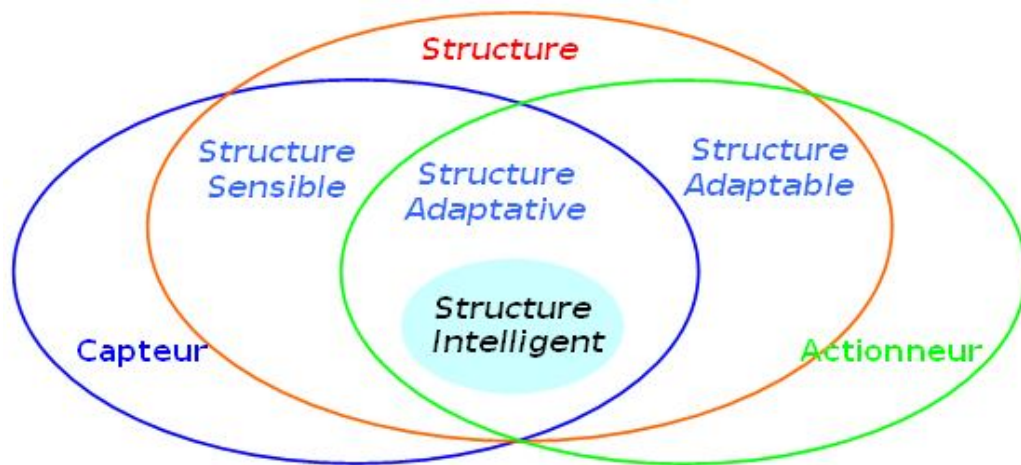 Structure
Structure
Sensible
Structure
Adaptative
Structure
Adaptable
Structure
Intelligent
Capteur
Actionneur